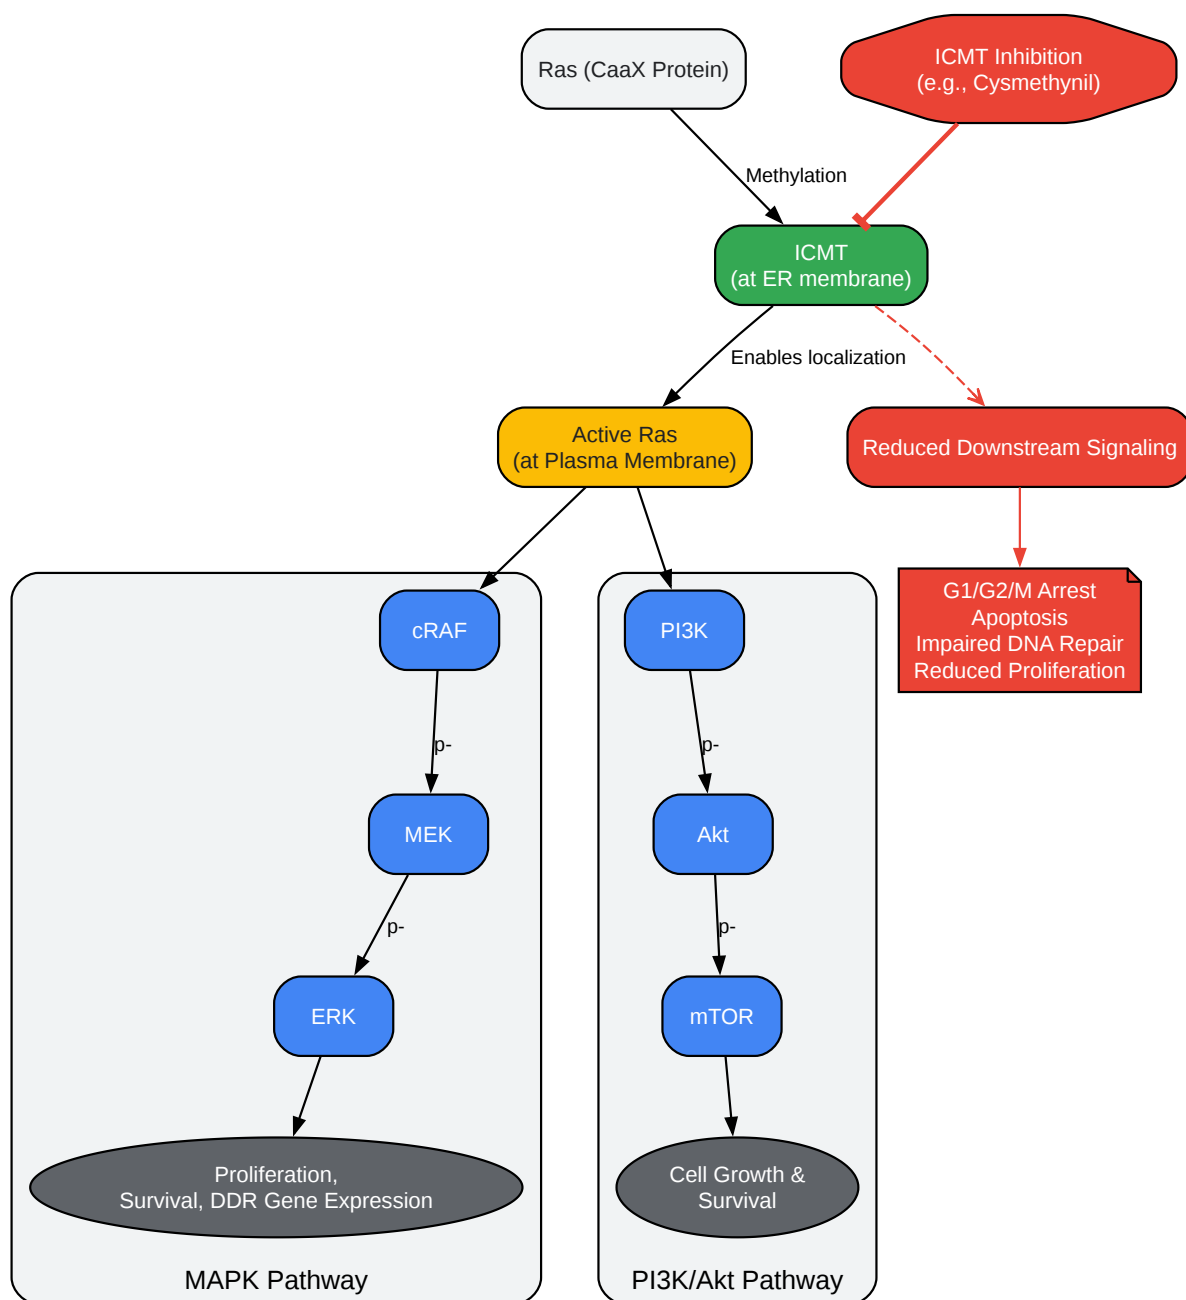 Ras (CaaX Protein)
ICMT Inhibition
(e.g., Cysmethynil)
Methylation
ICMT
(at ER membrane)
Enables localization
Active Ras
(at Plasma Membrane)
Reduced Downstream Signaling
G1/G2/M Arrest
Apoptosis
Impaired DNA Repair
Reduced Proliferation
cRAF
p-
MEK
p-
ERK
Proliferation,
Survival, DDR Gene Expression
MAPK Pathway
PI3K
p-
Akt
p-
mTOR
Cell Growth &
Survival
PI3K/Akt Pathway